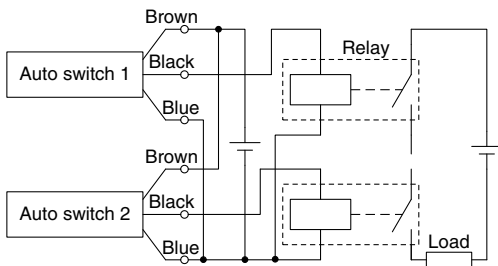 Brown
Relay
Auto switch 1
Black
Blue
Brown
Auto switch 2
Black
Blue
Load